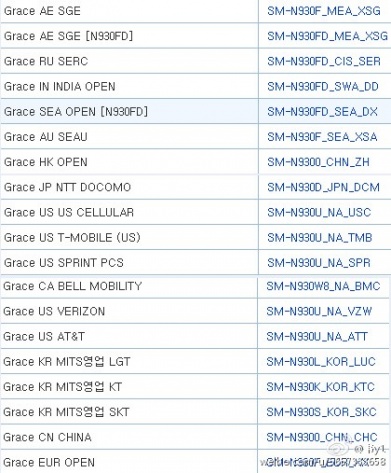 Grace AE SGE SM-N930F_MEA_XSG
Grace AE SGE [N930FD] SM-N930FD_MEA_XSG
Grace RU SERC SM-N930FD_CIS_SER
Grace IN INDIA OPEN SM-N930FD_SWA_DD
Grace SEA OPEN [N930FD] SM-N930FD_SEA_DX
Grace AU SEAU SM-N930F_SEA_XSA
Grace HK OPEN SM-N9300_CHN_ZH
Grace JP NTT DOCOMO SM-N930D_JPN_DCM
Grace US US CELLULAR SM-N930U_NA_USC
Grace US T-MOBILE (US) SM-N930U_NA_TMB
Grace US SPRINT PCS SM-N930U_NA_SPR
Grace CA BELL MOBILITY SM-N930W8_NA_BMC
Grace US VERIZON SM-N930U_NA_VZW
Grace US AT&T SM-N930U_NA_ATT
Grace KR MITS영업 LGT SM-N930L_KOR_LUC
Grace KR MITS영업 KT SM-N930K_KOR_KTC
Grace KR MITS영업 SKT SM-N930S_KOR_SKC
Grace CN CHINA SM-N9300_CHN_CHC
@ jiy1
Grace EUR OPEN